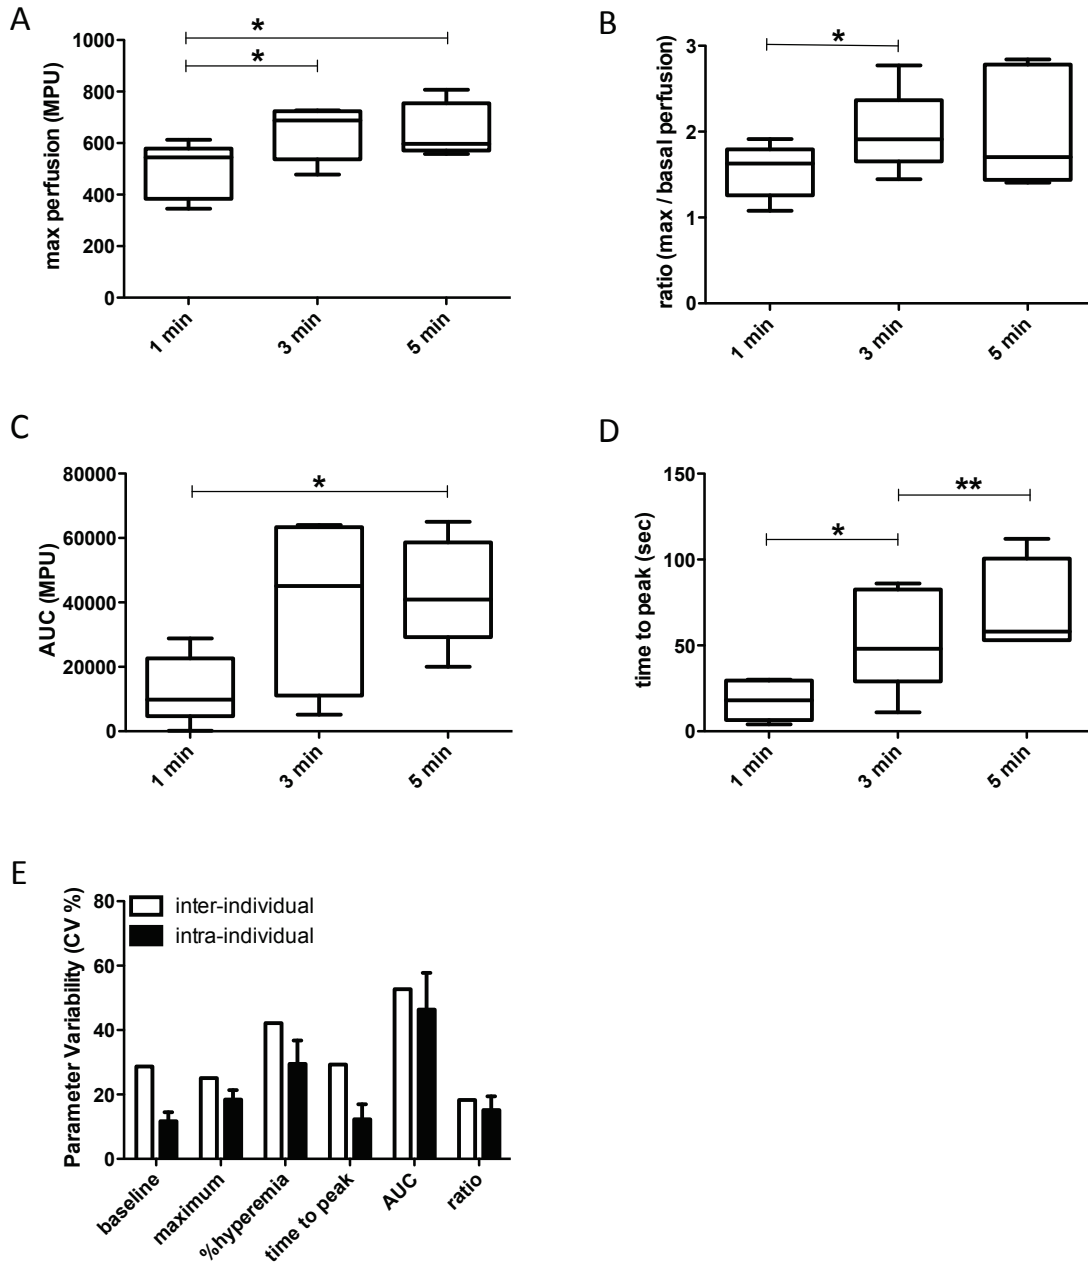 A
max perfusion (MPU)
1000
800
600
400
200
0
*
*
1 min
3 min
5 min
B
ratio (max / basal perfusion)
3
2
1
0
*
1 min
3 min
5 min
C
AUC (MPU)
80000
60000
40000
20000
0
*
1 min
3 min
5 min
D
time to peak (sec)
150
100
50
0
*
**
1 min
3 min
5 min
E
Parameter Variability (CV %)
80
60
40
20
0
inter-individual
intra-individual
baseline
maximum
%hyperemia
time to peak
AUC
ratio